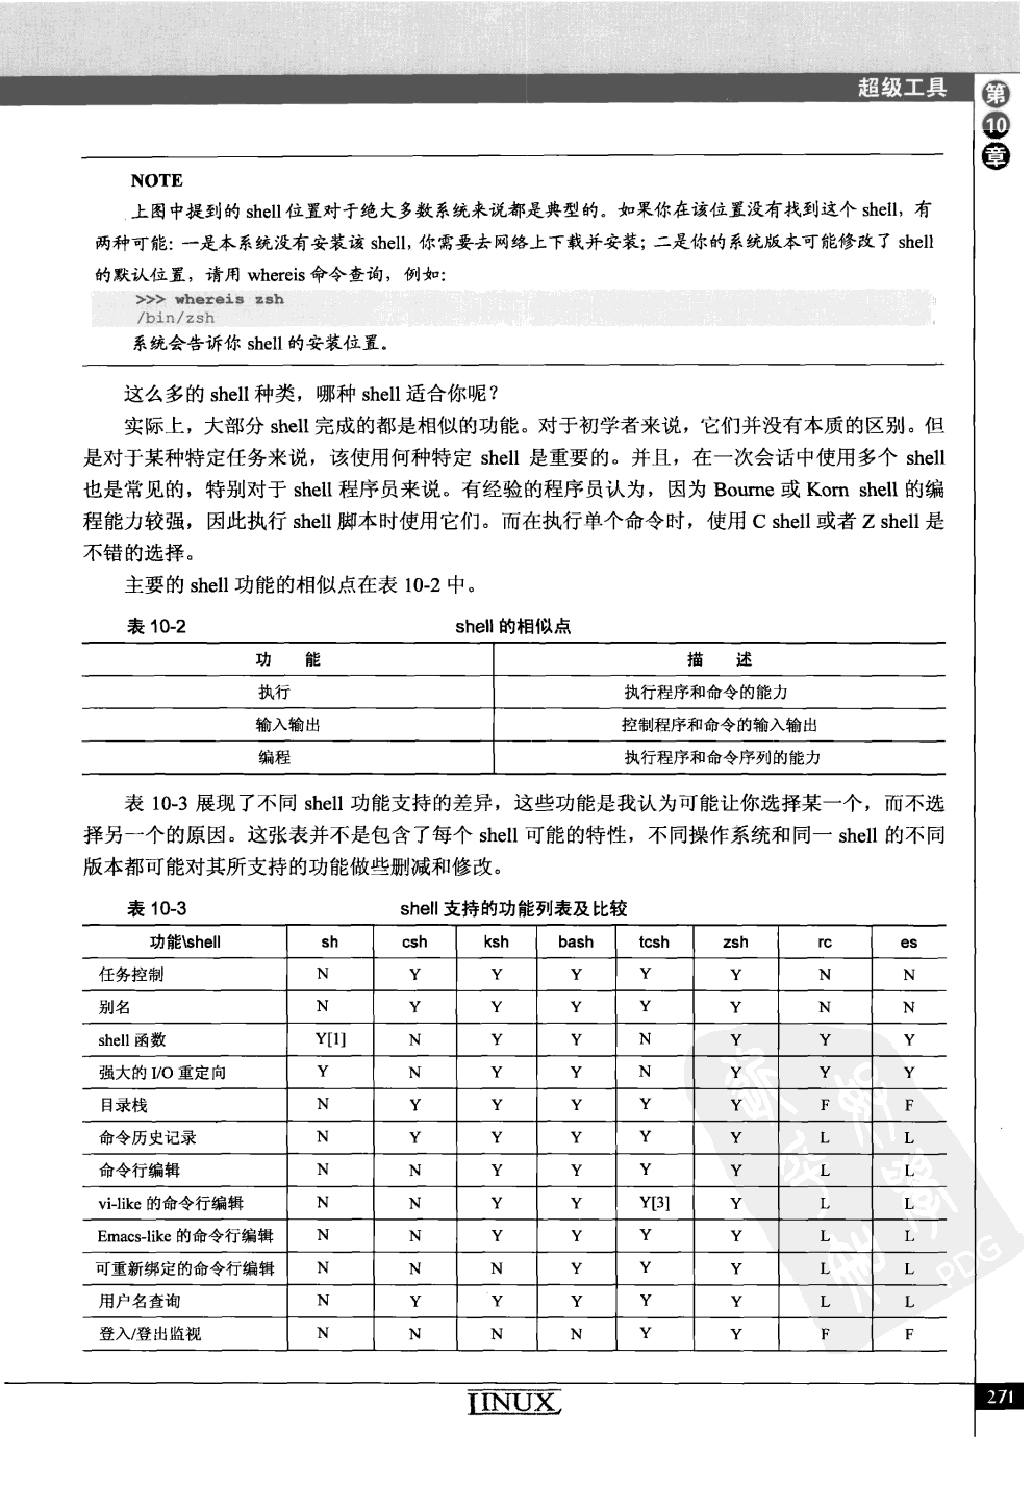 超级工具
第
10
章
NOTE
上图中提到的 shell 位置对于绝大多数系统来说都是典型的。如果你在该位置没有找到这个 shell，有
两种可能：一是本系统没有安装该 shell，你需要去网络上下载并安装；二是你的系统版本可能修改了 shell
的默认位置，请用 whereis 命令查询，例如：
>>> whereis zsh
/bin/zsh
系统会告诉你 shell 的安装位置。
这么多的 shell 种类，哪种 shell 适合你呢？
实际上，大部分 shell 完成的都是相似的功能。对于初学者来说，它们并没有本质的区别。但
是对于某种特定任务来说，该使用何种特定 shell 是重要的。并且，在一次会话中使用多个 shell
也是常见的，特别对于 shell 程序员来说。有经验的程序员认为，因为 Bourne 或 Korn shell 的编
程能力较强，因此执行 shell 脚本时使用它们。而在执行单个命令时，使用 C shell 或者 Z shell 是
不错的选择。
主要的 shell 功能的相似点在表 10-2 中。
表 10-2 shell 的相似点
功 能 描 述
执行 执行程序和命令的能力
输入输出 控制程序和命令的输入输出
编程 执行程序和命令序列的能力
表 10-3 展现了不同 shell 功能支持的差异，这些功能是我认为可能让你选择某一个，而不选
择另一个的原因。这张表并不是包含了每个 shell 可能的特性，不同操作系统和同一 shell 的不同
版本都可能对其所支持的功能做些删减和修改。
表 10-3 shell 支持的功能列表及比较
功能\shell sh csh ksh bash tcsh zsh rc es
任务控制 N Y Y Y Y Y N N
别名 N Y Y Y Y Y N N
shell 函数 Y[1] N Y Y N Y Y Y
强大的 I/O 重定向 Y N Y Y N Y Y Y
目录栈 N Y Y Y Y Y F F
命令历史记录 N Y Y Y Y Y L L
命令行编辑 N N Y Y Y Y L L
vi-like 的命令行编辑 N N Y Y Y[3] Y L L
Emacs-like 的命令行编辑 N N Y Y Y Y L L
可重新绑定的命令行编辑 N N N Y Y Y L L
用户名查询 N Y Y Y Y Y L L
登入/登出监视 N N N N Y Y F F
PDG
LINUX
271